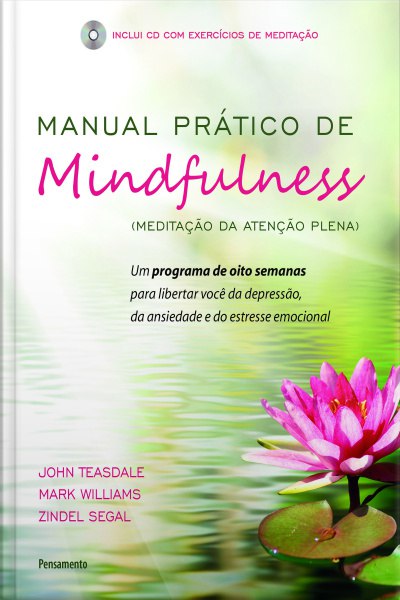 INCLUI CD COM EXERCÍCIOS DE MEDITAÇÃO
MANUAL PRÁTICO DE
Mindfulness
(MEDITAÇÃO DA ATENÇÃO PLENA)
Um programa de oito semanas
para libertar você da depressão,
da ansiedade e do estresse emocional
JOHN TEASDALE
MARK WILLIAMS
ZINDEL SEGAL
Pensamento